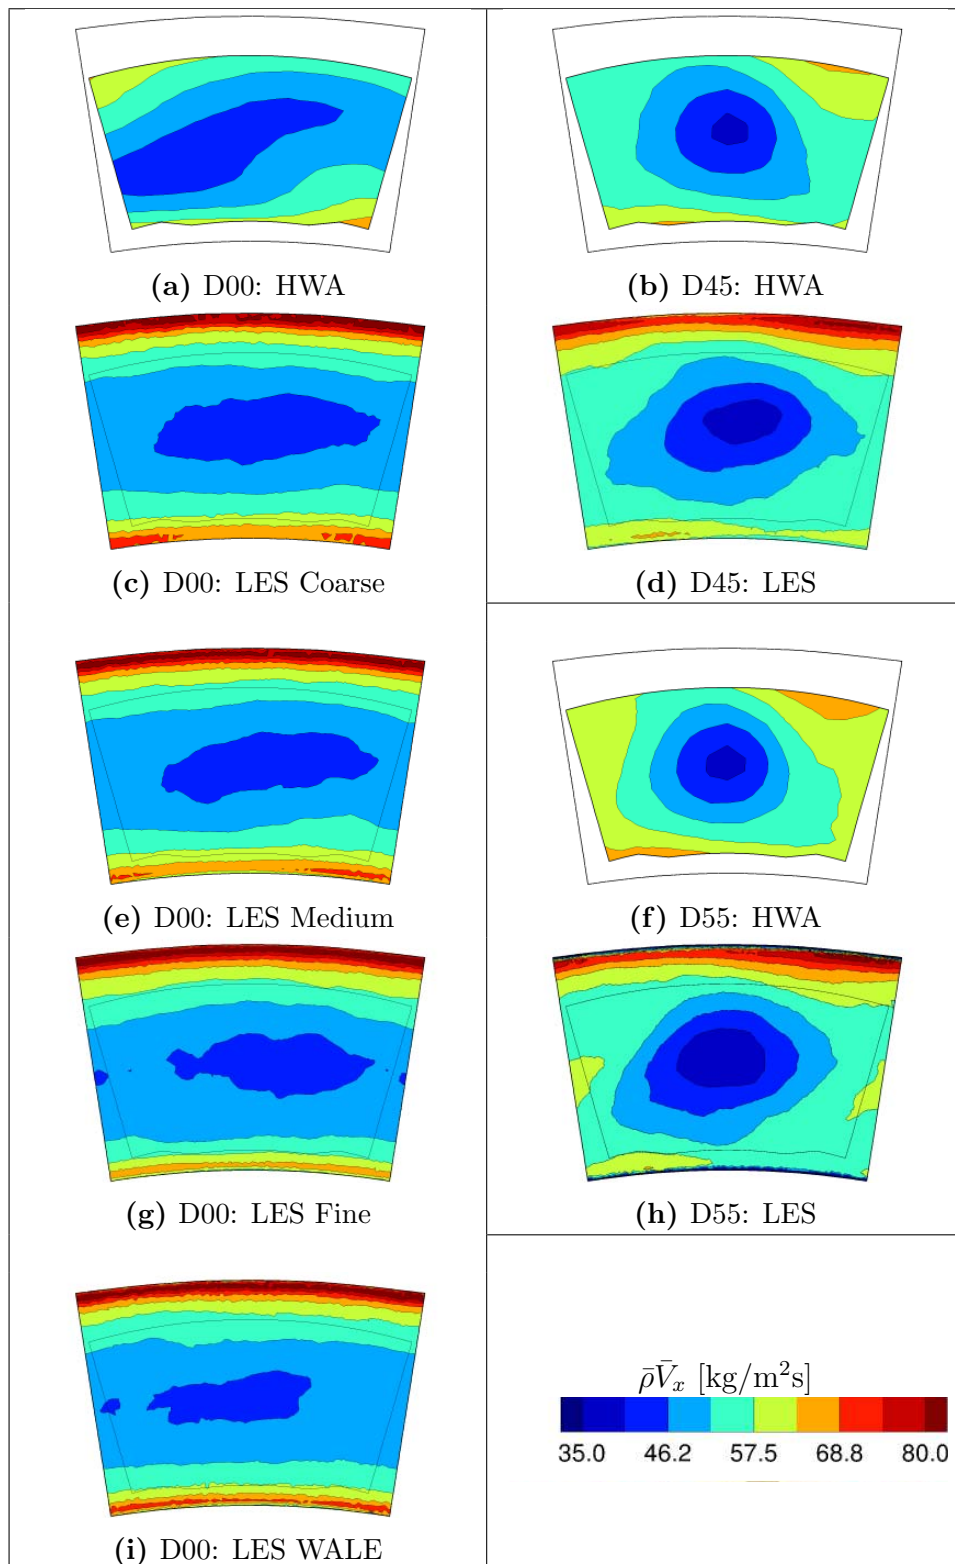 (a) D00: HWA
(b) D45: HWA
(c) D00: LES Coarse
(d) D45: LES
(e) D00: LES Medium
(f) D55: HWA
(g) D00: LES Fine
(h) D55: LES
(i) D00: LES WALE
ρ̄V̄ₓ [kg/m²s]
35.0 46.2 57.5 68.8 80.0